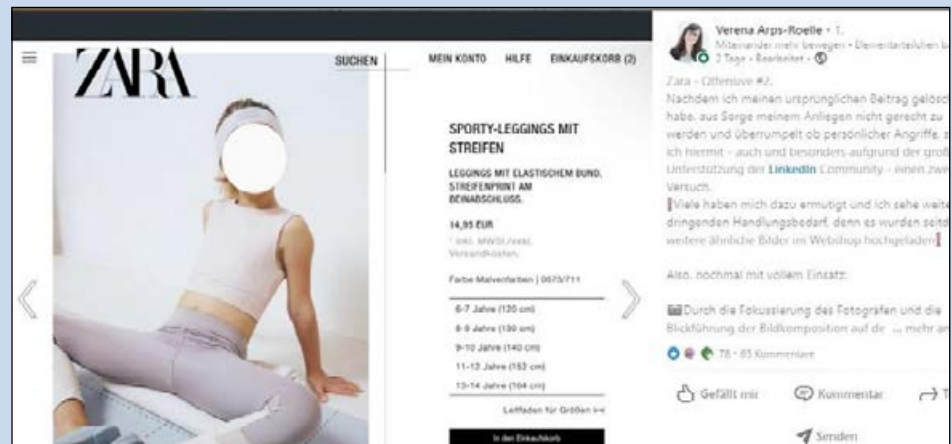 ZARA
SUCHEN
MEIN KONTO HILFE EINKAUFSKORB (2)
SPORTY-LEGGINGS MIT
STREIFEN
LEGGINGS MIT ELASTISCHEM BUND.
STREIFENPRINT AM
BEINABSCHLUSS.
14,95 EUR
* inkl. MWSt./exkl.
Versandkosten.
Farbe Malvenfarben | 0673/711
6-7 Jahre (120 cm)
8-9 Jahre (130 cm)
9-10 Jahre (140 cm)
11-12 Jahre (152 cm)
13-14 Jahre (164 cm)
Leitfaden für Größen
In den Einkaufskorb
Verena Arps-Roelle • 1.
Miteinander mehr bewegen • Elementarteilchen
2 Tage • Bearbeitet •
Zara - Offensive #2.
Nachdem ich meinen ursprünglichen Beitrag gelösch
habe, aus Sorge meinem Anliegen nicht gerecht zu
werden und überrumpelt ob persönlicher Angriffe, s
ich hiermit - auch und besonders aufgrund der groß
Unterstützung der LinkedIn Community - einen zwe
Versuch.
Viele haben mich dazu ermutigt und ich sehe weite
dringenden Handlungsbedarf, denn es wurden seit
weitere ähnliche Bilder im Webshop hochgeladen
Also, nochmal mit vollem Einsatz:
Durch die Fokussierung des Fotografen und die
Blickführung der Bildkomposition auf de ... mehr an
78 • 65 Kommentare
Gefällt mir Kommentar T
Senden